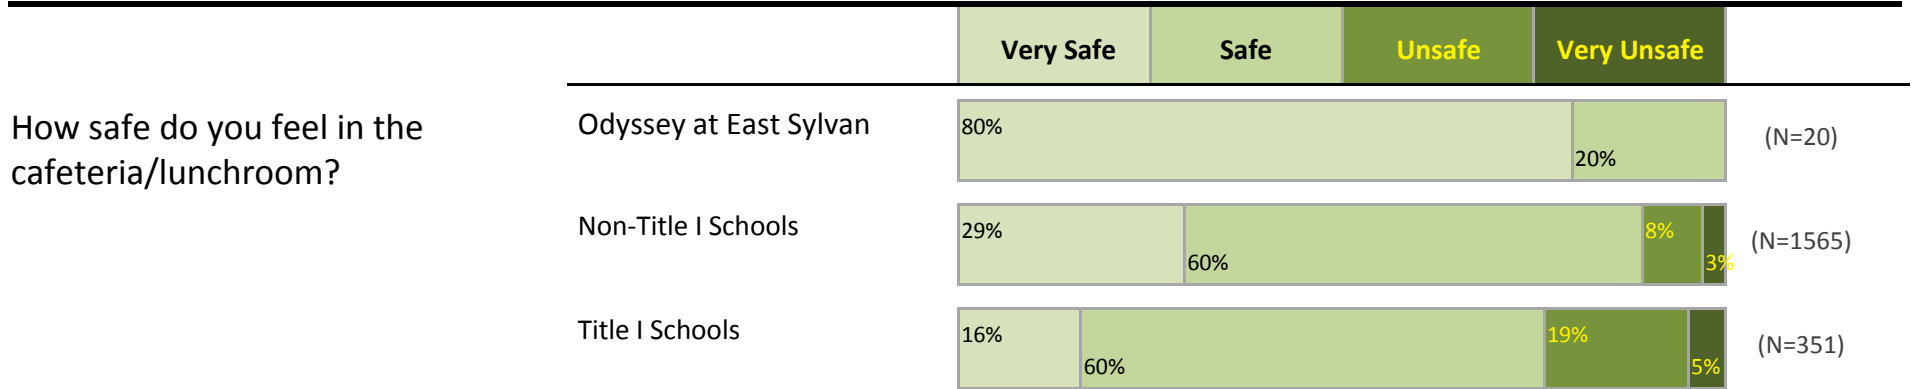 Very Safe Safe Unsafe Very Unsafe
How safe do you feel in the
cafeteria/lunchroom?
Odyssey at East Sylvan 80% 20% (N=20)
Non-Title I Schools 29% 60% 8% 3% (N=1565)
Title I Schools 16% 60% 19% 5% (N=351)